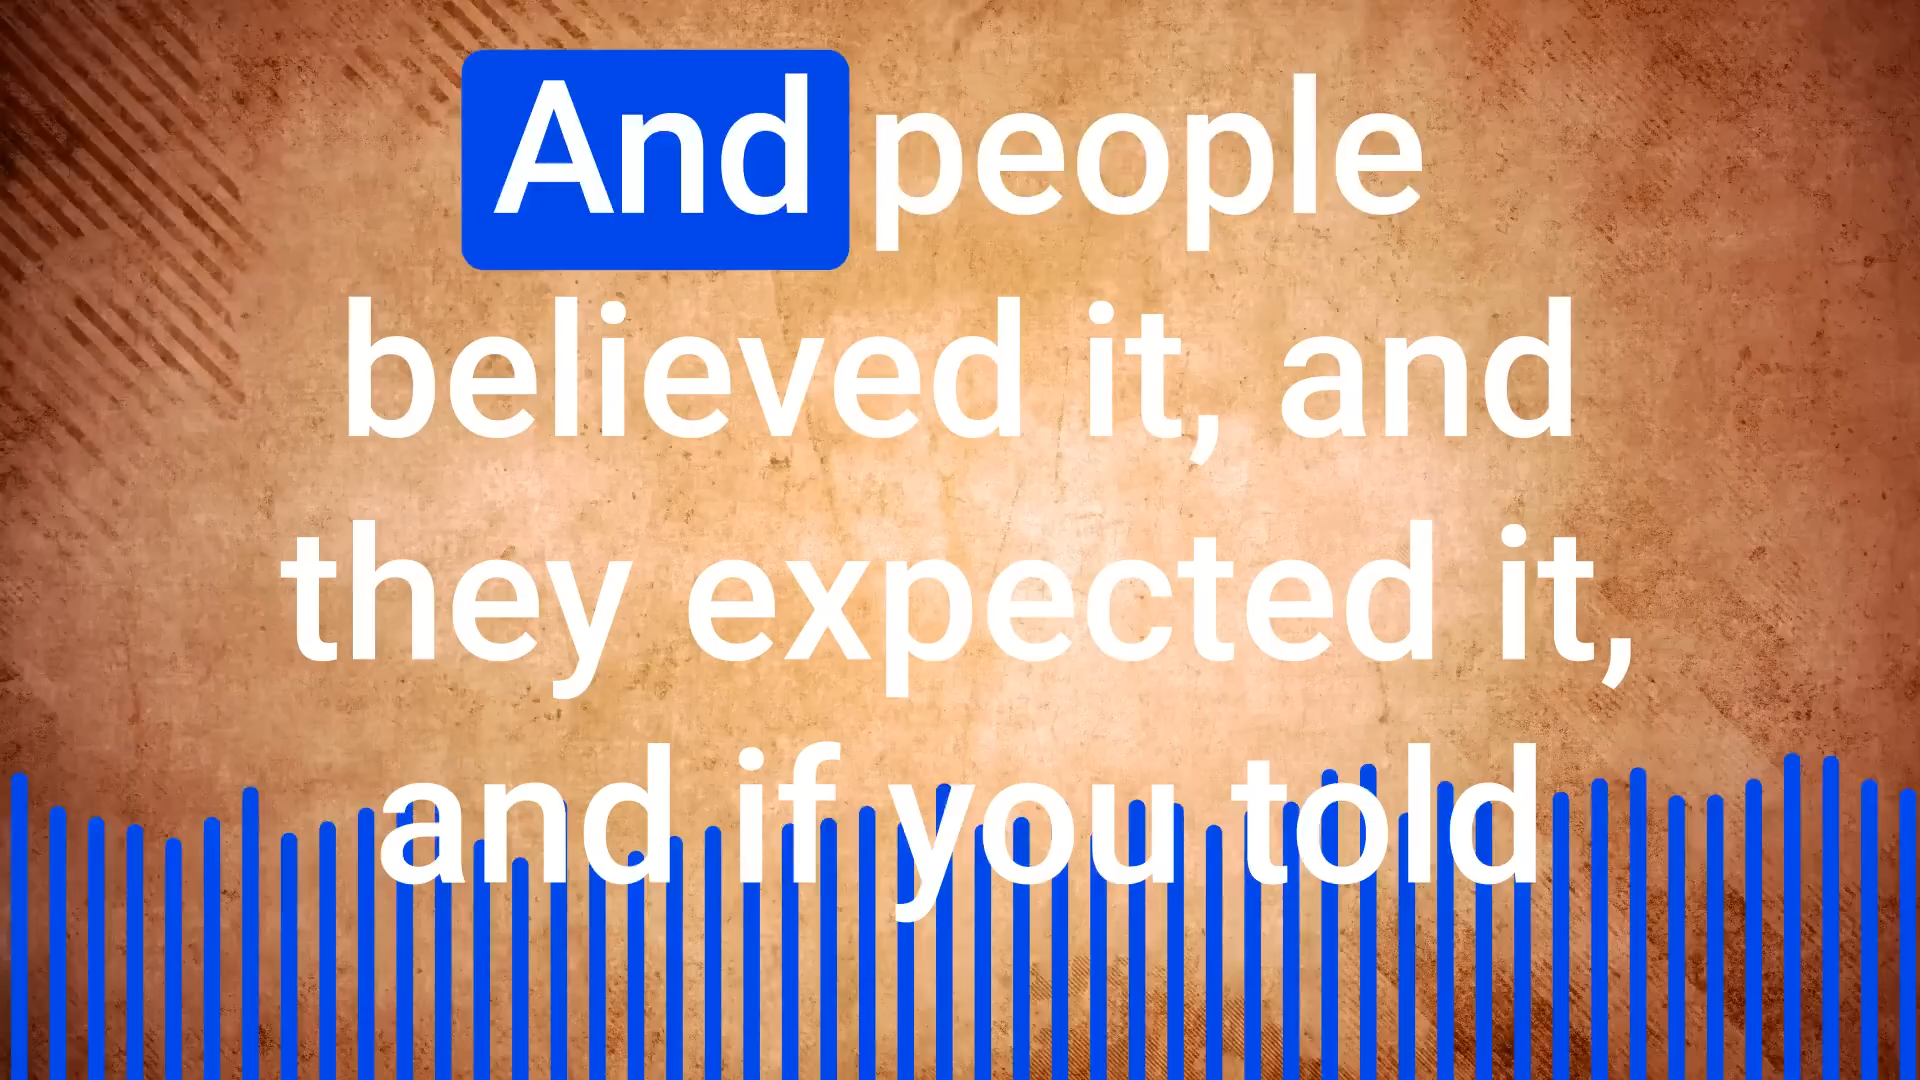 And people
believed it, and
they expected it,
and if you told